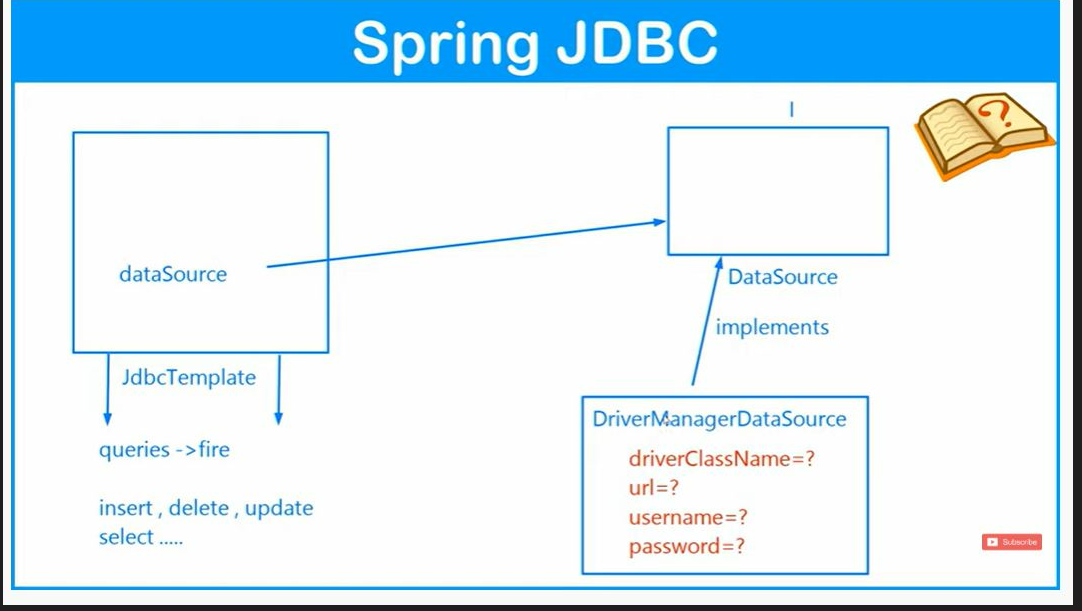 Spring JDBC
I
?
dataSource
DataSource
implements
JdbcTemplate
queries ->fire
insert , delete , update
select .....
DriverManagerDataSource
driverClassName=?
url=?
username=?
password=?
Subscribe